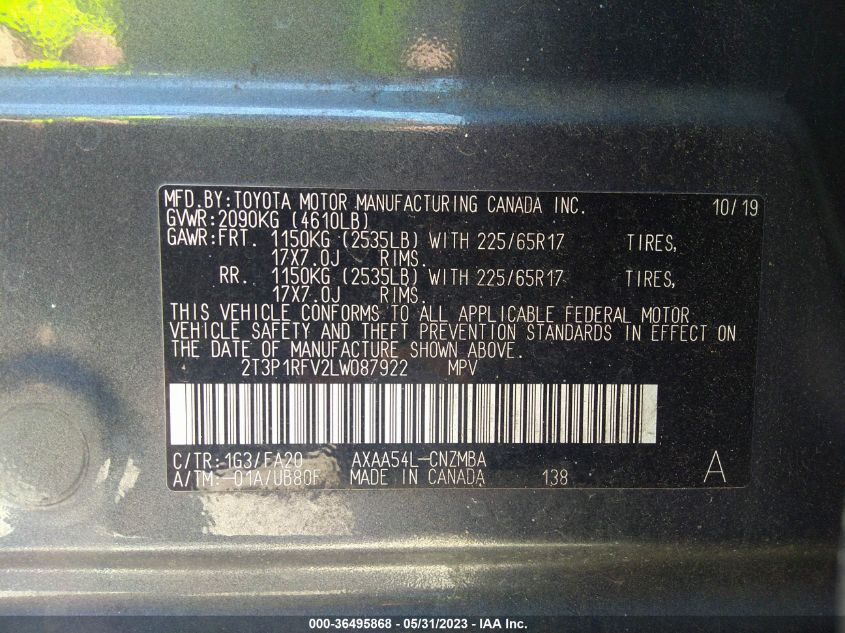 MFD.BY:TOYOTA MOTOR MANUFACTURING CANADA INC. 10/19
GVWR:2090KG (4610LB)
GAWR:FRT. 1150KG (2535LB) WITH 225/65R17 TIRES,
17X7.0J RIMS.
RR. 1150KG (2535LB) WITH 225/65R17 TIRES,
17X7.0J RIMS.
THIS VEHICLE CONFORMS TO ALL APPLICABLE FEDERAL MOTOR
VEHICLE SAFETY AND THEFT PREVENTION STANDARDS IN EFFECT ON
THE DATE OF MANUFACTURE SHOWN ABOVE.
2T3P1RFV2LW087922 MPV
C/TR:1G3/FA20 AXAA54L-CNZMBA
A/TM:-01A/UB80F MADE IN CANADA 138 A
000-36495868 - 05/31/2023 - IAA Inc.